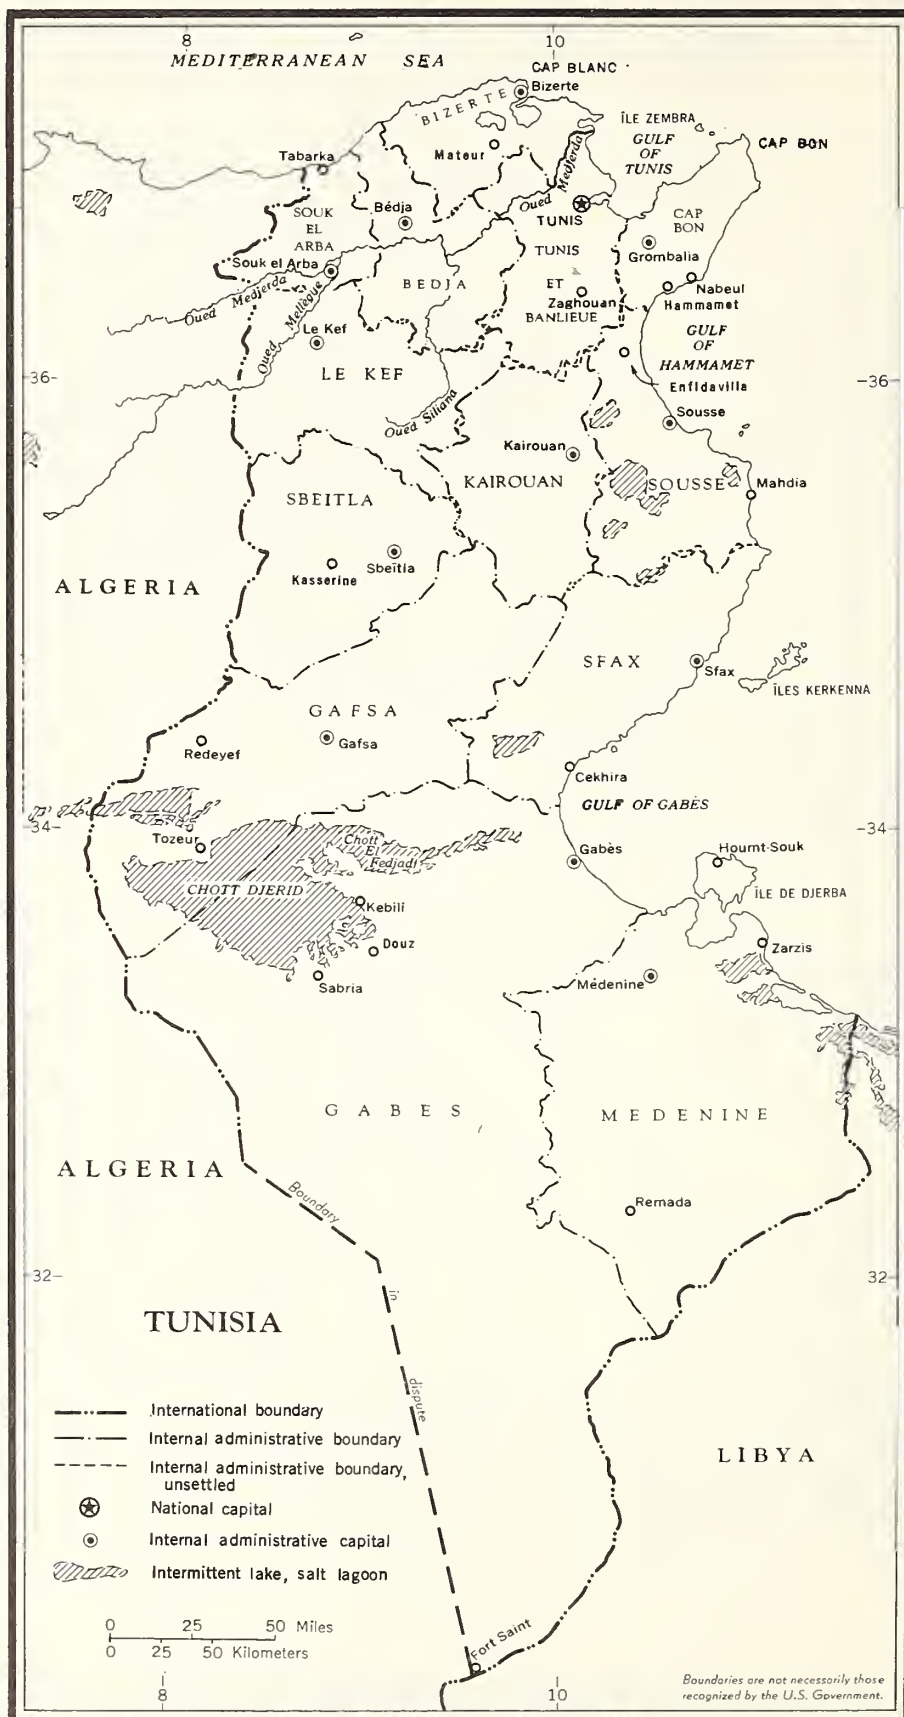 8
10
MEDITERRANEAN SEA
CAP BLANC
Bizerte
BIZERTE
ÎLE ZEMBRA
GULF
OF
TUNIS
CAP BON
Mateur
Tabarka
Oued Medjerda
SOUK
EL
ARBA
Bédja
TUNIS
CAP
BON
TUNIS
Grombalia
Souk el Arba
BEDJA
ET
Nabeul
Oued Medjerda
Oued Mellègue
Zaghouan
Hammamet
BANLIEUE
Le Kef
GULF
OF
HAMMAMET
LE KEF
36
36
Enfidavilla
Oued Siliana
Sousse
Kairouan
KAIROUAN
SOUSSE
Mahdia
SBEITLA
Sbeïtla
Kasserine
ALGERIA
SFAX
Sfax
ÎLES KERKENNA
GAFSA
Gafsa
Redeyef
Cekhira
GULF OF GABÈS
34
34
Tozeur
Chott
El
Fedjadj
Gabès
Houmt-Souk
CHOTT DJERID
ÎLE DE DJERBA
Kebili
Douz
Zarzis
Sabria
Médenine
GABES
MEDENINE
ALGERIA
Boundary
in
dispute
Remada
32
32
TUNISIA
International boundary
Internal administrative boundary
Internal administrative boundary,
unsettled
National capital
Internal administrative capital
Intermittent lake, salt lagoon
LIBYA
0 25 50 Miles
0 25 50 Kilometers
Fort Saint
8
10
Boundaries are not necessarily those
recognized by the U.S. Government.